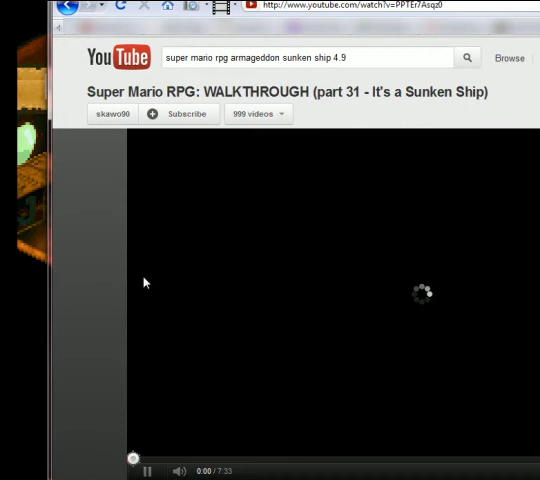 http://www.youtube.com/watch?v=PPTEr7Asqz0
YouTube
super mario rpg armageddon sunken ship 4.9
Browse
Super Mario RPG: WALKTHROUGH (part 31 - It's a Sunken Ship)
skawo90
Subscribe
999 videos
0:00 / 7:33